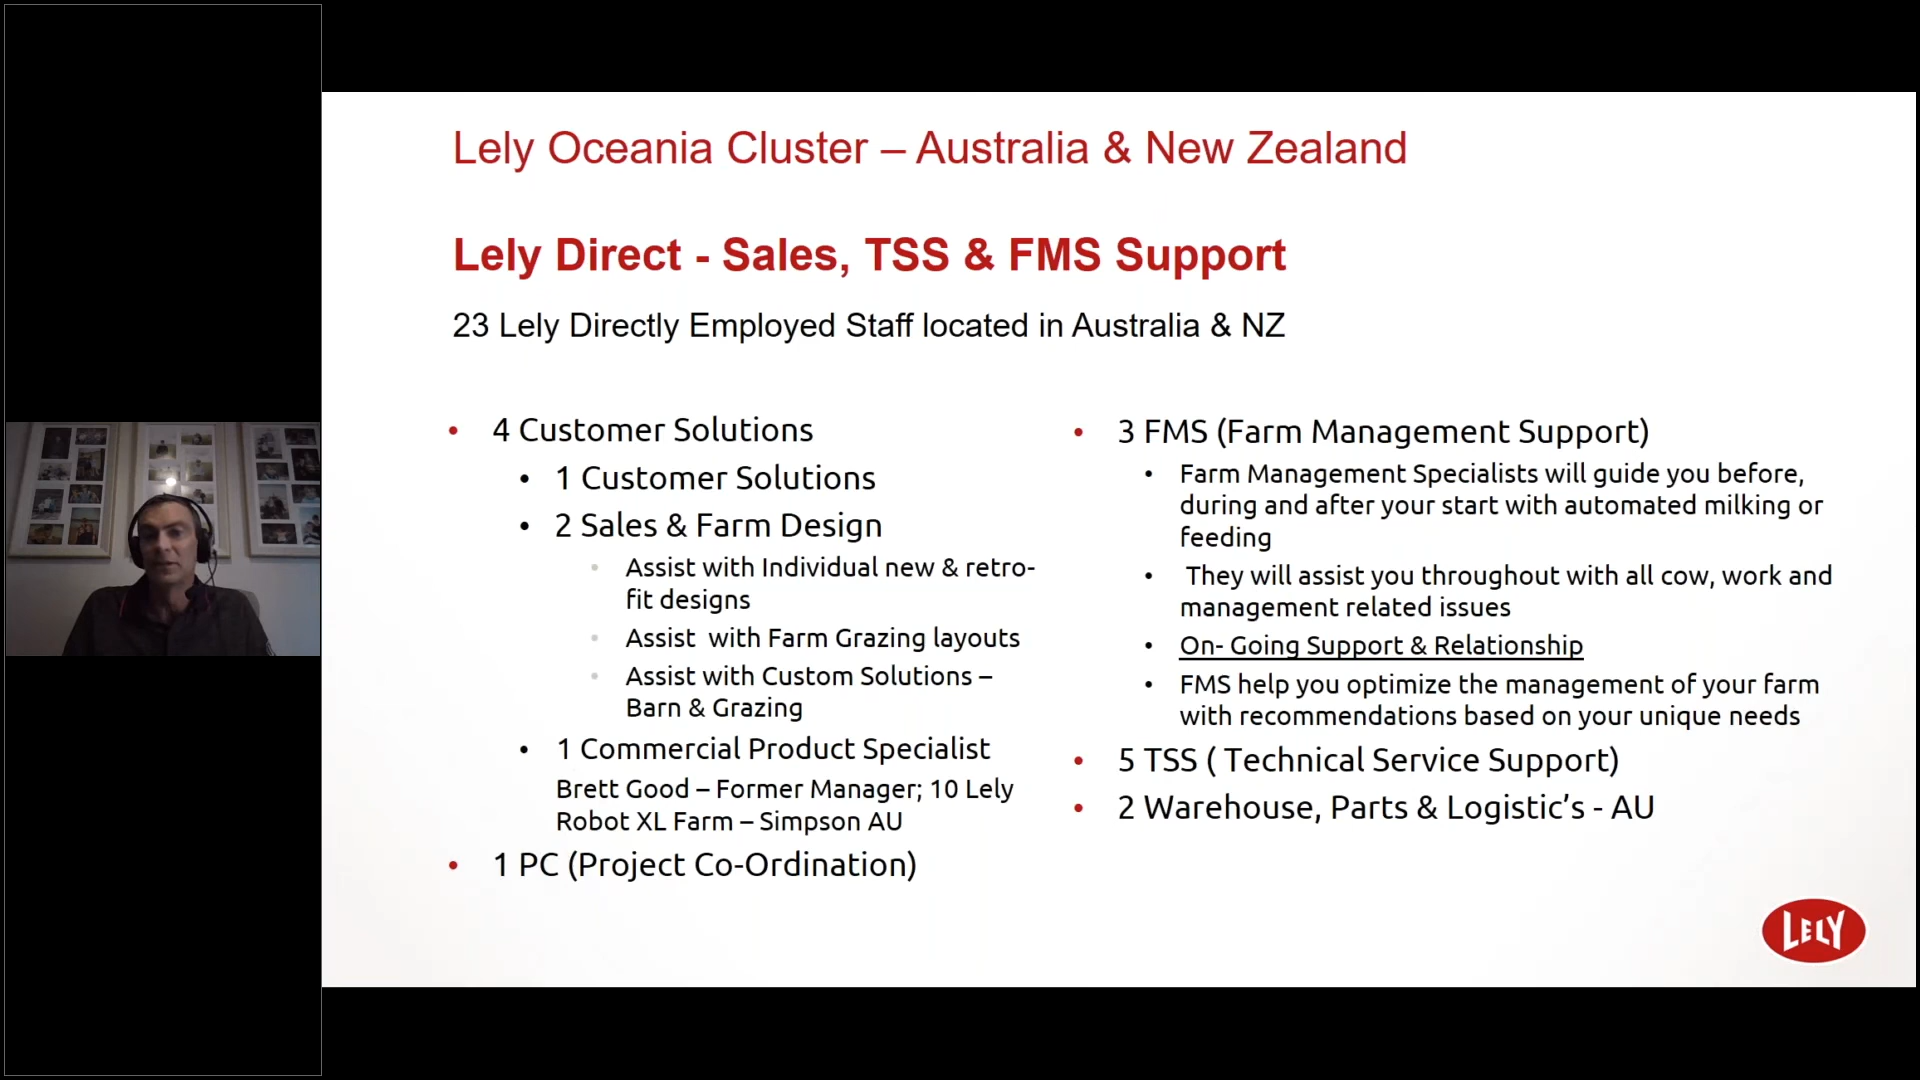 Lely Oceania Cluster – Australia & New Zealand
Lely Direct - Sales, TSS & FMS Support
23 Lely Directly Employed Staff located in Australia & NZ
• 4 Customer Solutions
• 1 Customer Solutions
• 2 Sales & Farm Design
• Assist with Individual new & retro-
fit designs
• Assist  with Farm Grazing layouts
• Assist with Custom Solutions –
Barn & Grazing
• 1 Commercial Product Specialist
Brett Good – Former Manager; 10 Lely
Robot XL Farm – Simpson AU
• 1 PC (Project Co-Ordination)
• 3 FMS (Farm Management Support)
• Farm Management Specialists will guide you before,
during and after your start with automated milking or
feeding
• They will assist you throughout with all cow, work and
management related issues
• On- Going Support & Relationship
• FMS help you optimize the management of your farm
with recommendations based on your unique needs
• 5 TSS ( Technical Service Support)
• 2 Warehouse, Parts & Logistic’s - AU
LELY